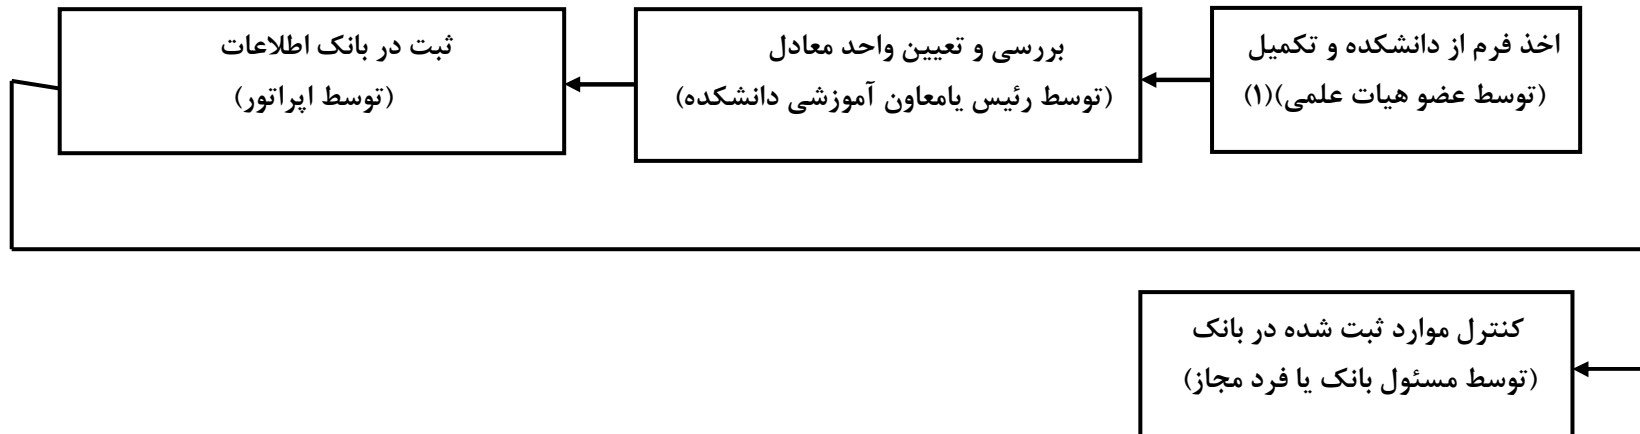 اخذ فرم از دانشکده و تکمیل
(توسط عضو هیات علمی)(۱)
بررسی و تعیین واحد معادل
(توسط رئیس یامعاون آموزشی دانشکده)
ثبت در بانک اطلاعات
(توسط اپراتور)
کنترل موارد ثبت شده در بانک
(توسط مسئول بانک یا فرد مجاز)